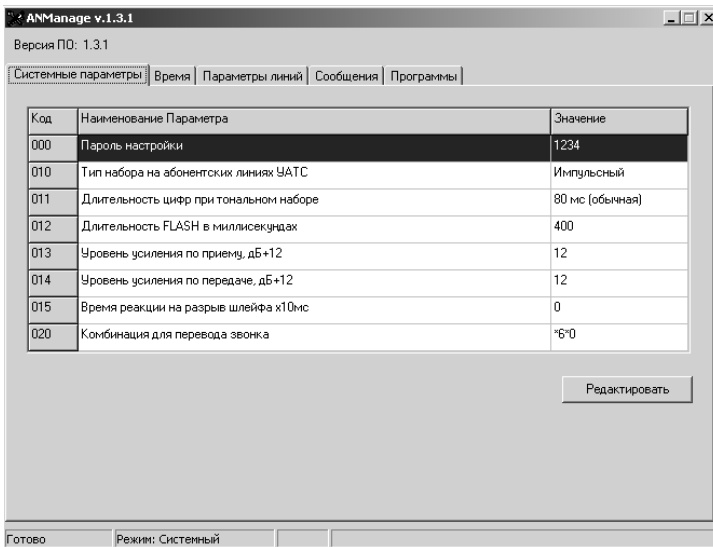 ANManage v.1.3.1
Версия ПО: 1.3.1
Системные параметры Время Параметры линий Сообщения Программы
Код Наименование Параметра Значение
000 Пароль настройки 1234
010 Тип набора на абонентских линиях УАТС Импульсный
011 Длительность цифр при тональном наборе 80 мс (обычная)
012 Длительность FLASH в миллисекундах 400
013 Уровень усиления по приему, дБ+12 12
014 Уровень усиления по передаче, дБ+12 12
015 Время реакции на разрыв шлейфа х10мс 0
020 Комбинация для перевода звонка *6*0
Редактировать
Готово Режим: Системный